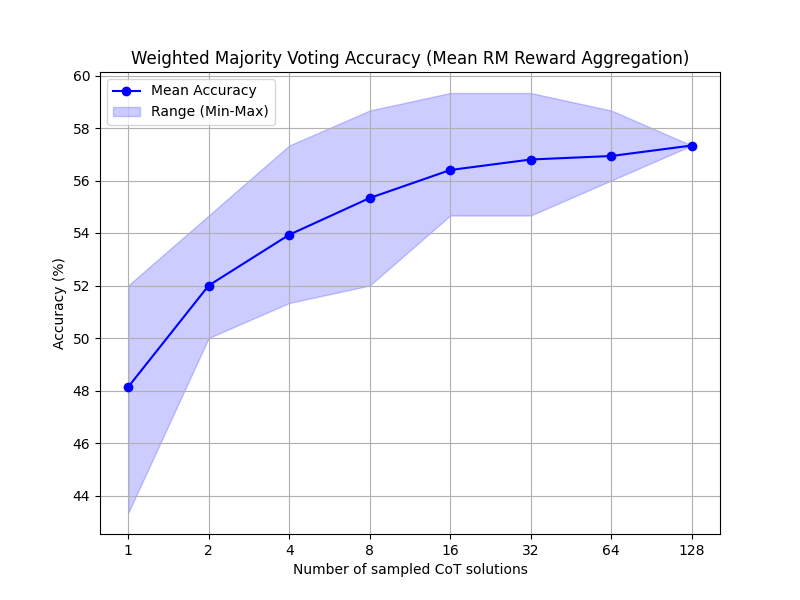 Weighted Majority Voting Accuracy (Mean RM Reward Aggregation)
Mean Accuracy
Range (Min-Max)
60
58
56
54
52
50
48
46
44
Accuracy (%)
1 2 4 8 16 32 64 128
Number of sampled CoT solutions